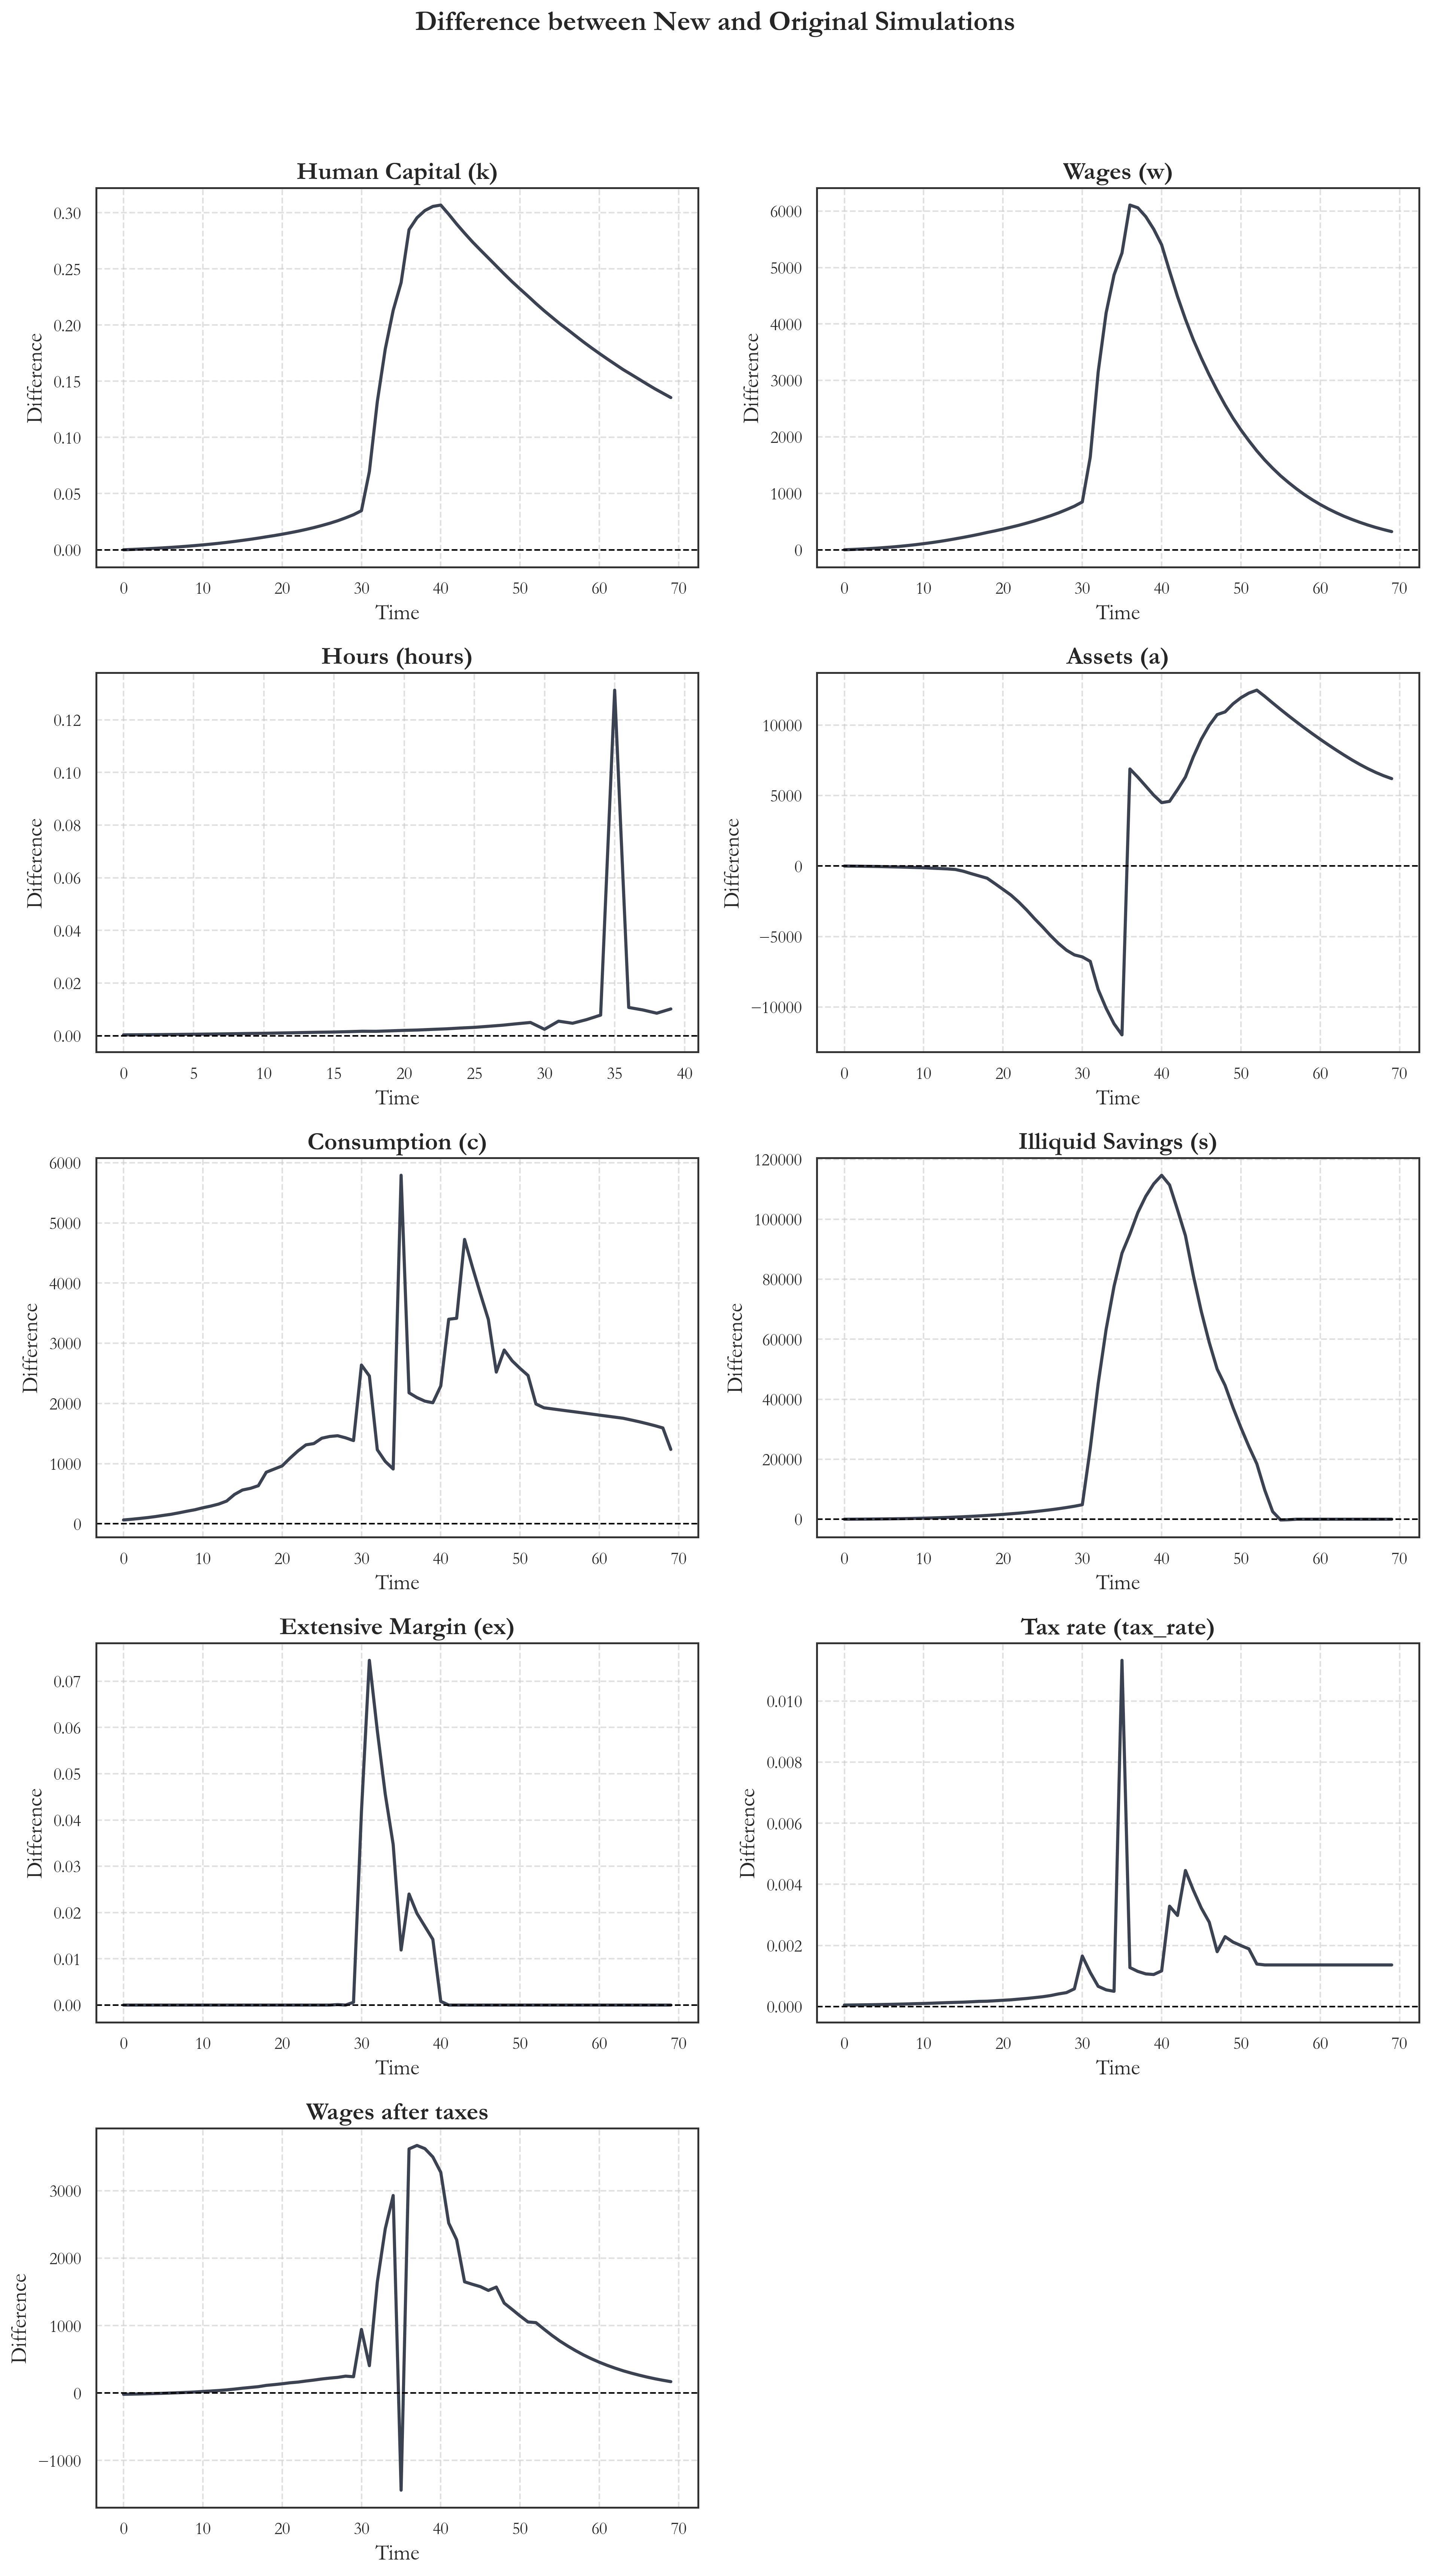 Difference between New and Original Simulations
Human Capital (k)
Difference
0.30
0.25
0.20
0.15
0.10
0.05
0.00
0 10 20 30 40 50 60 70
Time
Wages (w)
Difference
6000
5000
4000
3000
2000
1000
0
0 10 20 30 40 50 60 70
Time
Hours (hours)
Difference
0.12
0.10
0.08
0.06
0.04
0.02
0.00
0 5 10 15 20 25 30 35 40
Time
Assets (a)
Difference
10000
5000
0
−5000
−10000
0 10 20 30 40 50 60 70
Time
Consumption (c)
Difference
6000
5000
4000
3000
2000
1000
0
0 10 20 30 40 50 60 70
Time
Illiquid Savings (s)
Difference
120000
100000
80000
60000
40000
20000
0
0 10 20 30 40 50 60 70
Time
Extensive Margin (ex)
Difference
0.07
0.06
0.05
0.04
0.03
0.02
0.01
0.00
0 10 20 30 40 50 60 70
Time
Tax rate (tax_rate)
Difference
0.010
0.008
0.006
0.004
0.002
0.000
0 10 20 30 40 50 60 70
Time
Wages after taxes
Difference
3000
2000
1000
0
−1000
0 10 20 30 40 50 60 70
Time